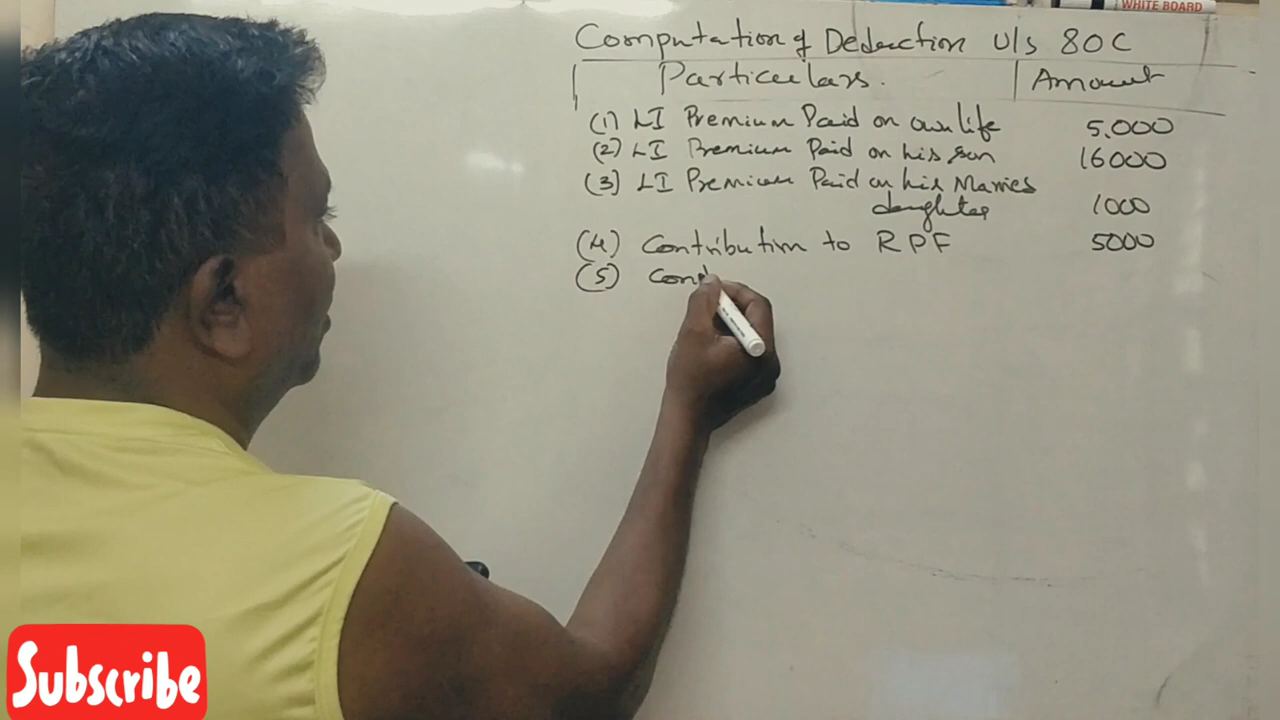 WHITE BOARD
Computation of Deduction U/s 80C
Particulars. Amount
(1) LI Premium Paid on own life 5.000
(2) LI Premium Paid on his son 16000
(3) LI Premium Paid on his Marries
daughter 1000
(4) Contribution to RPF 5000
(5) Cont
Subscribe